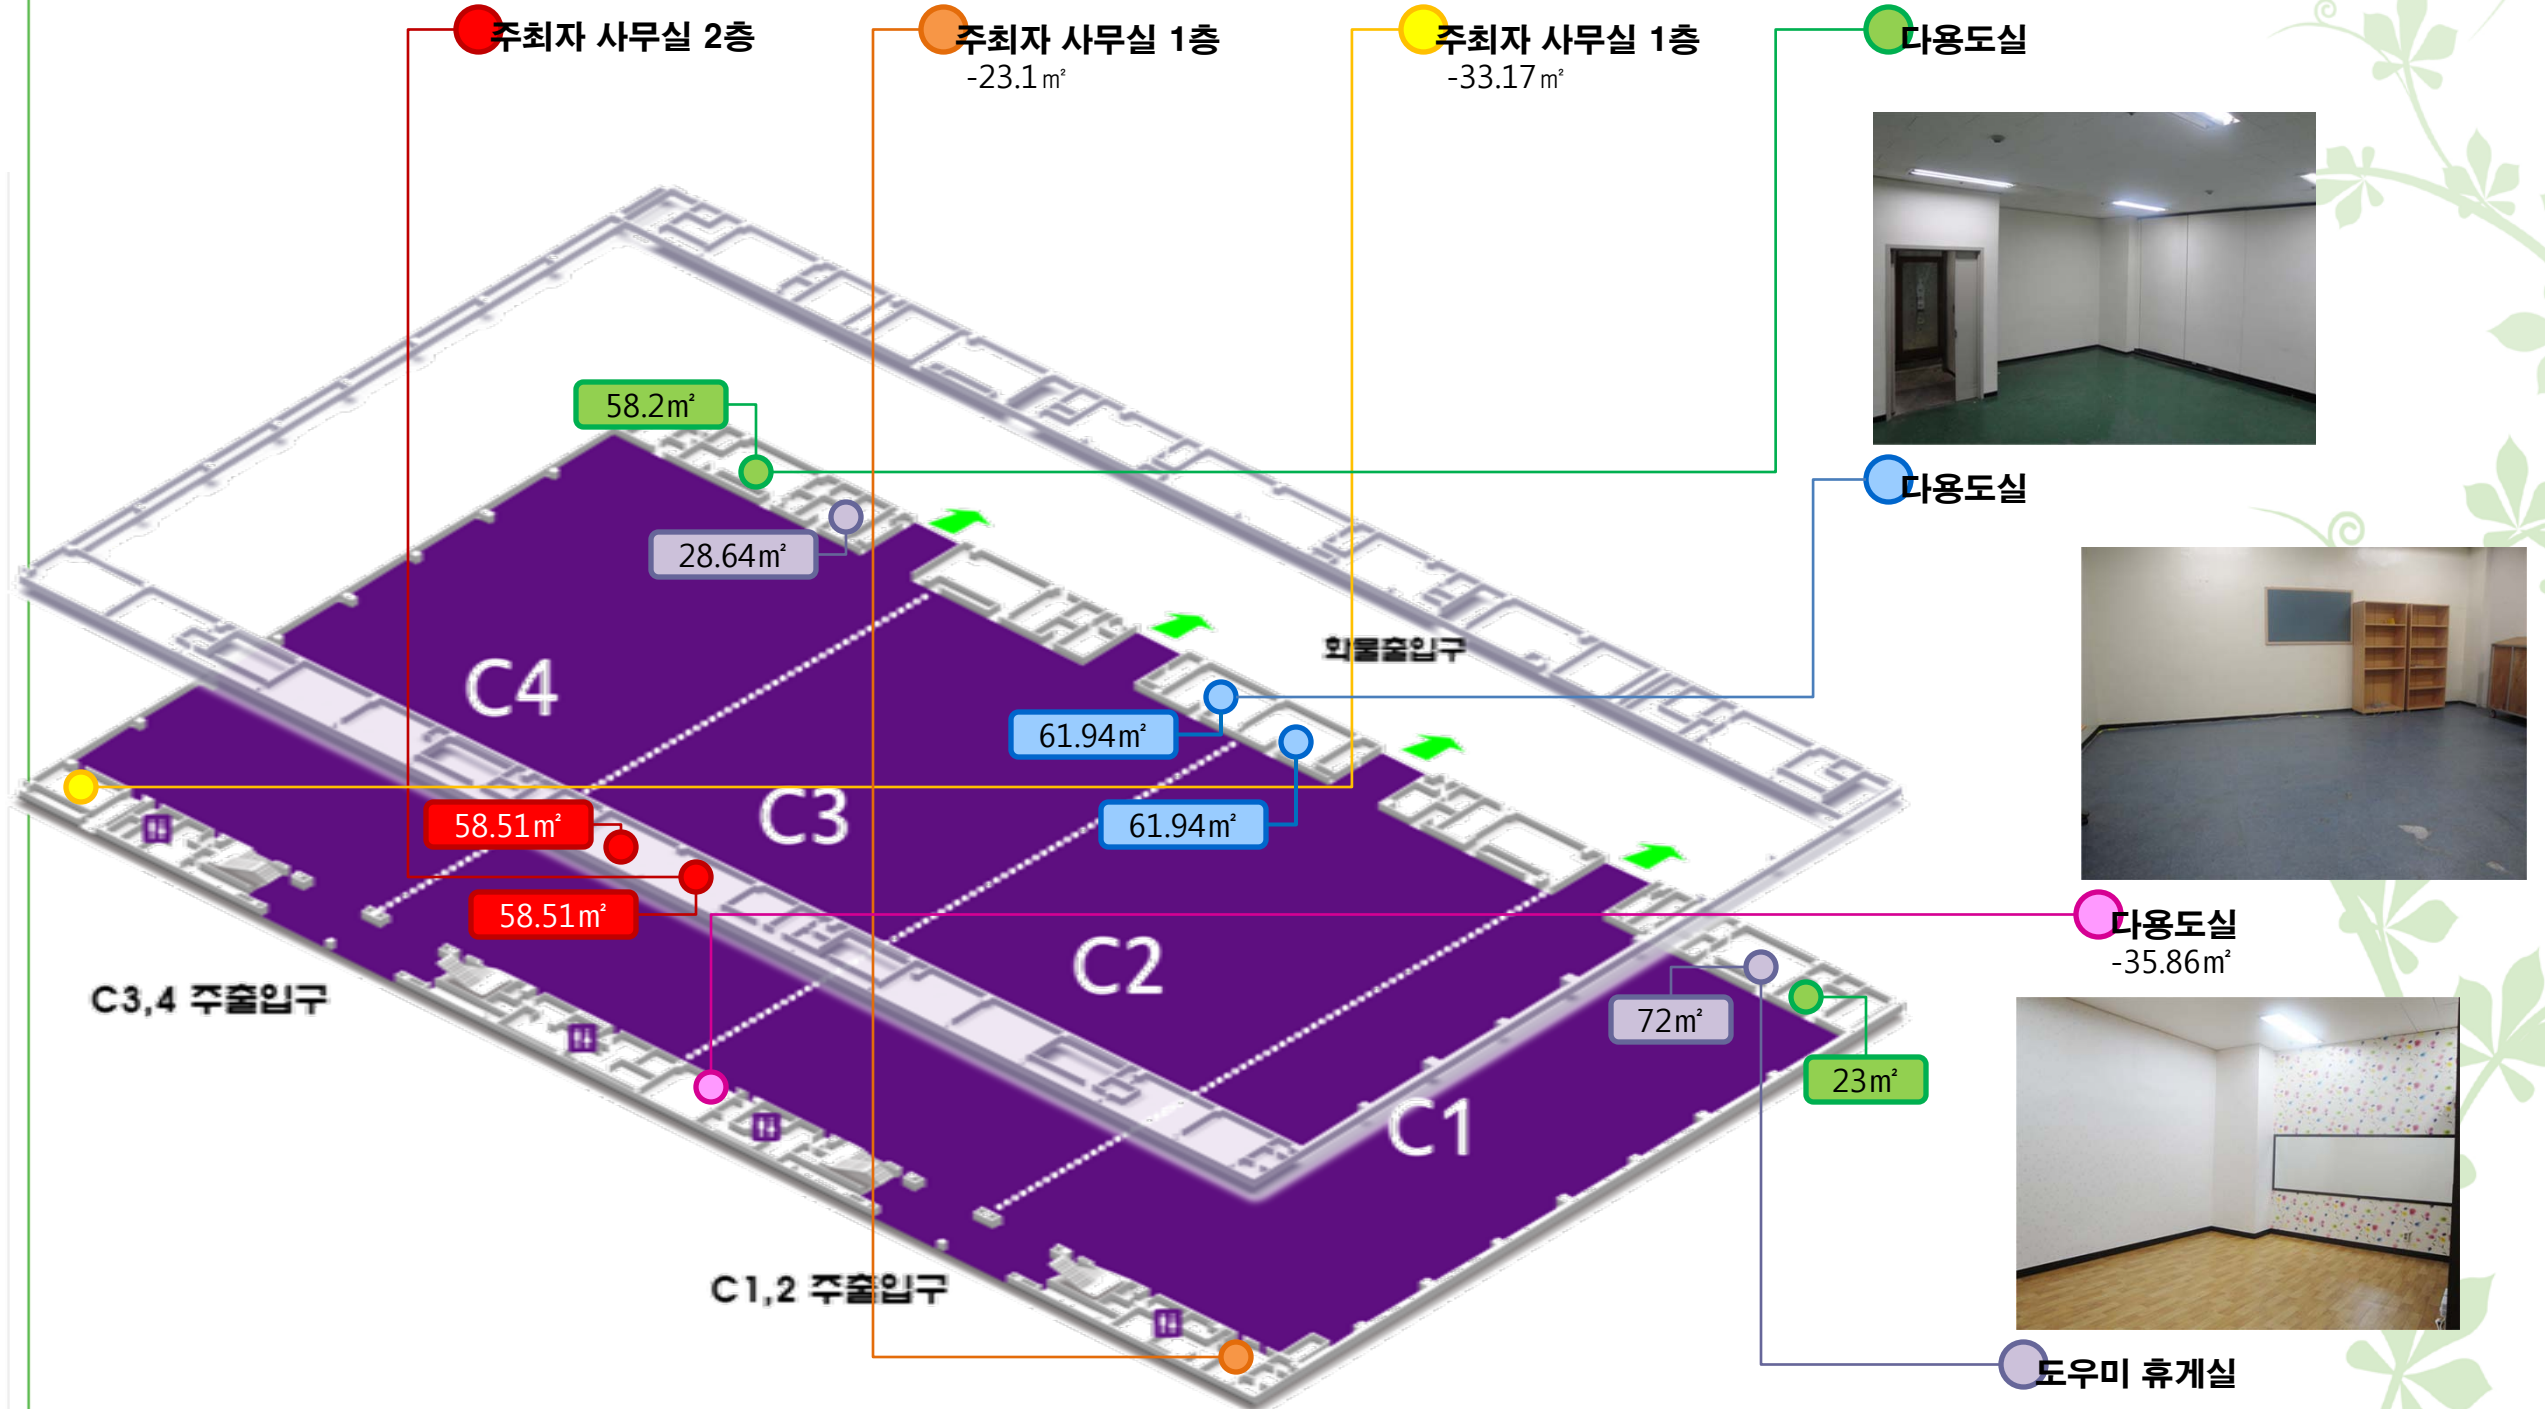 주최자 사무실 2층
주최자 사무실 1층
-23.1㎡
주최자 사무실 1층
-33.17㎡
다용도실
58.2㎡
28.64㎡
다용도실
화물출입구
C4
61.94㎡
C3
61.94㎡
58.51㎡
58.51㎡
C2
다용도실
-35.86㎡
C3,4 주출입구
72㎡
23㎡
C1
C1,2 주출입구
도우미 휴게실